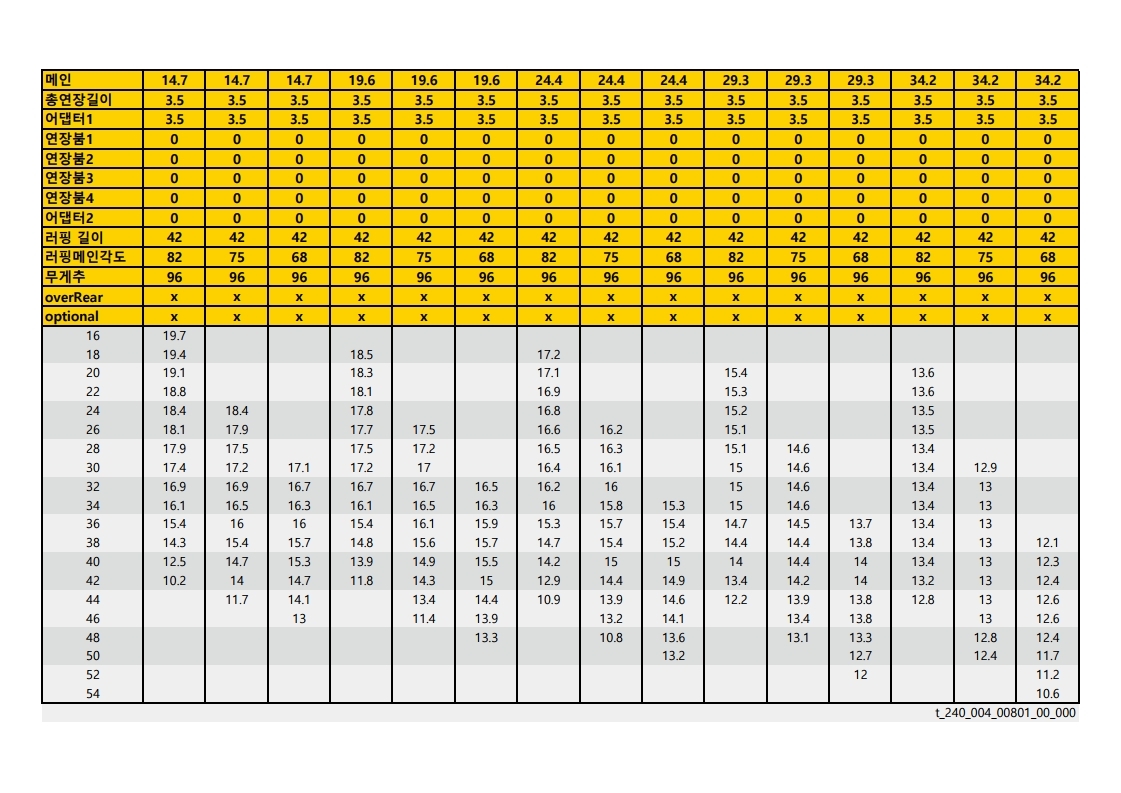 메인 14.7 14.7 14.7 19.6 19.6 19.6 24.4 24.4 24.4 29.3 29.3 29.3 34.2 34.2 34.2
총연장길이 3.5 3.5 3.5 3.5 3.5 3.5 3.5 3.5 3.5 3.5 3.5 3.5 3.5 3.5 3.5
어댑터1 3.5 3.5 3.5 3.5 3.5 3.5 3.5 3.5 3.5 3.5 3.5 3.5 3.5 3.5 3.5
연장붐1 0 0 0 0 0 0 0 0 0 0 0 0 0 0 0
연장붐2 0 0 0 0 0 0 0 0 0 0 0 0 0 0 0
연장붐3 0 0 0 0 0 0 0 0 0 0 0 0 0 0 0
연장붐4 0 0 0 0 0 0 0 0 0 0 0 0 0 0 0
어댑터2 0 0 0 0 0 0 0 0 0 0 0 0 0 0 0
러핑 길이 42 42 42 42 42 42 42 42 42 42 42 42 42 42 42
러핑메인각도 82 75 68 82 75 68 82 75 68 82 75 68 82 75 68
무게추 96 96 96 96 96 96 96 96 96 96 96 96 96 96 96
overRear x x x x x x x x x x x x x x x
optional x x x x x x x x x x x x x x x
16 19.7
18 19.4 18.5 17.2
20 19.1 18.3 17.1 15.4 13.6
22 18.8 18.1 16.9 15.3 13.6
24 18.4 18.4 17.8 16.8 15.2 13.5
26 18.1 17.9 17.7 17.5 16.6 16.2 15.1 13.5
28 17.9 17.5 17.5 17.2 16.5 16.3 15.1 14.6 13.4
30 17.4 17.2 17.1 17.2 17 16.4 16.1 15 14.6 13.4 12.9
32 16.9 16.9 16.7 16.7 16.7 16.5 16.2 16 15 14.6 13.4 13
34 16.1 16.5 16.3 16.1 16.5 16.3 16 15.8 15.3 15 14.6 13.4 13
36 15.4 16 16 15.4 16.1 15.9 15.3 15.7 15.4 14.7 14.5 13.7 13.4 13
38 14.3 15.4 15.7 14.8 15.6 15.7 14.7 15.4 15.2 14.4 14.4 13.8 13.4 13 12.1
40 12.5 14.7 15.3 13.9 14.9 15.5 14.2 15 15 14 14.4 14 13.4 13 12.3
42 10.2 14 14.7 11.8 14.3 15 12.9 14.4 14.9 13.4 14.2 14 13.2 13 12.4
44 11.7 14.1 13.4 14.4 10.9 13.9 14.6 12.2 13.9 13.8 12.8 13 12.6
46 13 11.4 13.9 13.2 14.1 13.4 13.8 13 12.6
48 13.3 10.8 13.6 13.1 13.3 12.8 12.4
50 13.2 12.7 12.4 11.7
52 12 11.2
54 10.6
t_240_004_00801_00_000